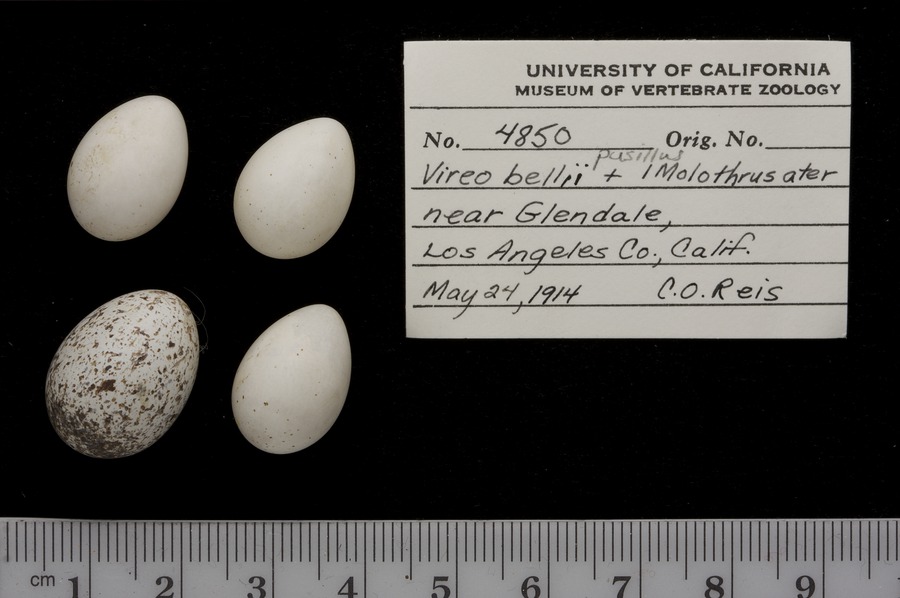 UNIVERSITY OF CALIFORNIA
MUSEUM OF VERTEBRATE ZOOLOGY
No. 4850 Orig. No.
pusillus
Vireo bellii + 1 Molothrus ater
near Glendale,
Los Angeles Co., Calif.
May 24, 1914 C.O. Reis
cm 1 2 3 4 5 6 7 8 9